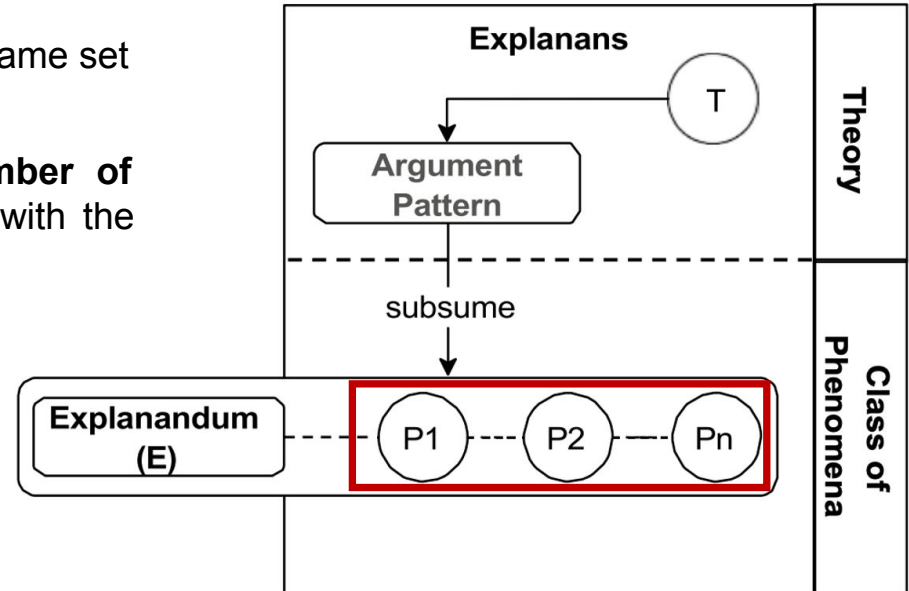 ame set
mber of
with the
Explanans
T
Argument
Pattern
subsume
Explanandum
(E)
P1
P2
Pn
Theory
Class of
Phenomena